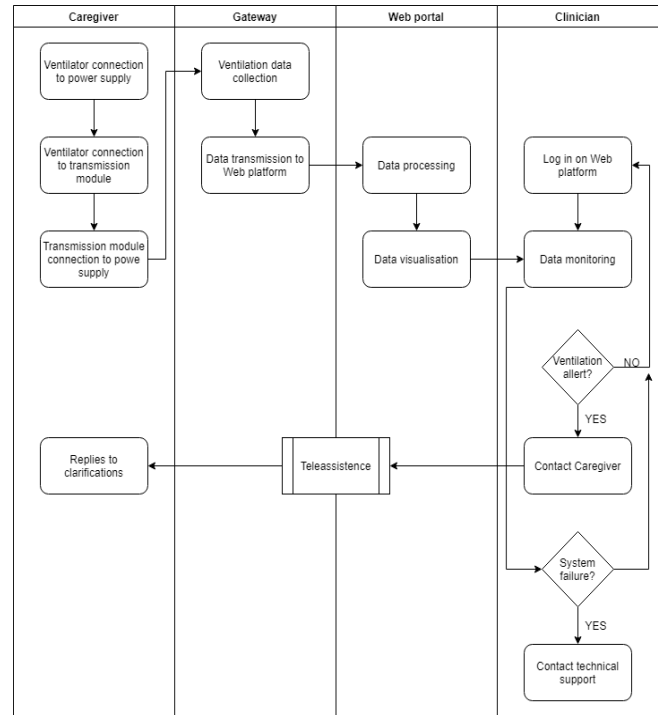 Caregiver
Gateway
Web portal
Clinician
Ventilator connection
to power supply
Ventilation data
collection
Ventilator connection
to transmission
module
Data transmission to
Web platform
Data processing
Log in on Web
platform
Transmission module
connection to powe
supply
Data visualisation
Data monitoring
Ventilation
allert?
NO
YES
Replies to
clarifications
Teleassistence
Contact Caregiver
System
failure?
YES
Contact technical
support